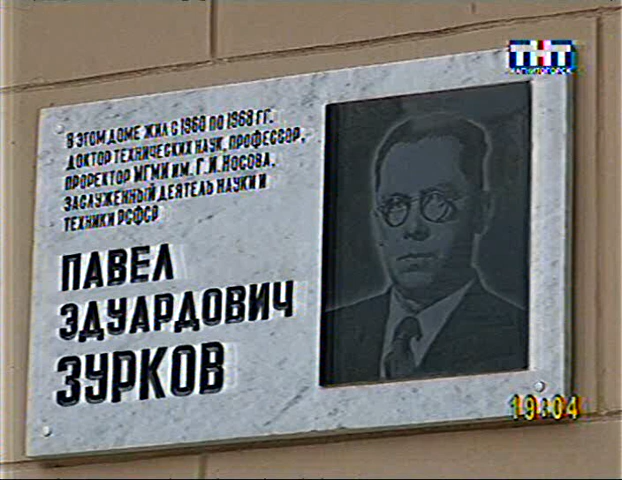 В ЭТОМ ДОМЕ ЖИЛ С 1960 ПО 1968 ГГ.
ДОКТОР ТЕХНИЧЕСКИХ НАУК, ПРОФЕССОР,
ПРОРЕКТОР МГМИ ИМ. Г.И. НОСОВА,
ЗАСЛУЖЕННЫЙ ДЕЯТЕЛЬ НАУКИ И
ТЕХНИКИ РСФСР
ПАВЕЛ
ЭДУАРДОВИЧ
ЗУРКОВ
ТНТ
МАГНИТОГОРСК
19:04